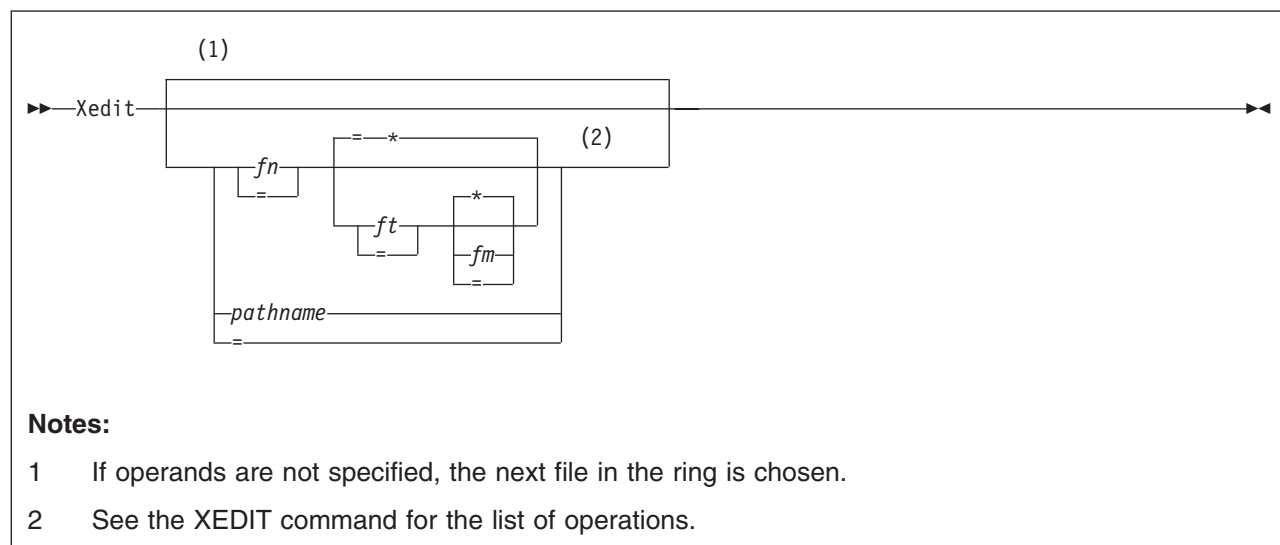 (1)
Xedit
= * (2)
fn
=
*
ft
=
fm
=
pathname
=
Notes:
1 If operands are not specified, the next file in the ring is chosen.
2 See the XEDIT command for the list of operations.